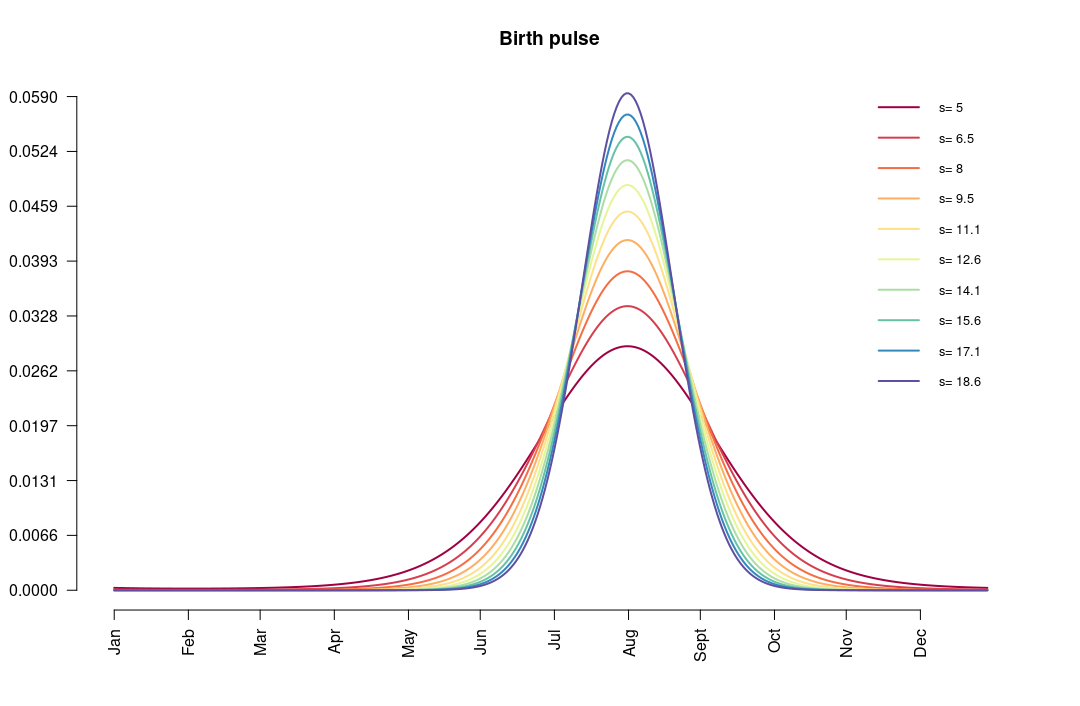 Birth pulse
0.0590
0.0524
0.0459
0.0393
0.0328
0.0262
0.0197
0.0131
0.0066
0.0000
s= 5
s= 6.5
s= 8
s= 9.5
s= 11.1
s= 12.6
s= 14.1
s= 15.6
s= 17.1
s= 18.6
Jan
Feb
Mar
Apr
May
Jun
Jul
Aug
Sept
Oct
Nov
Dec